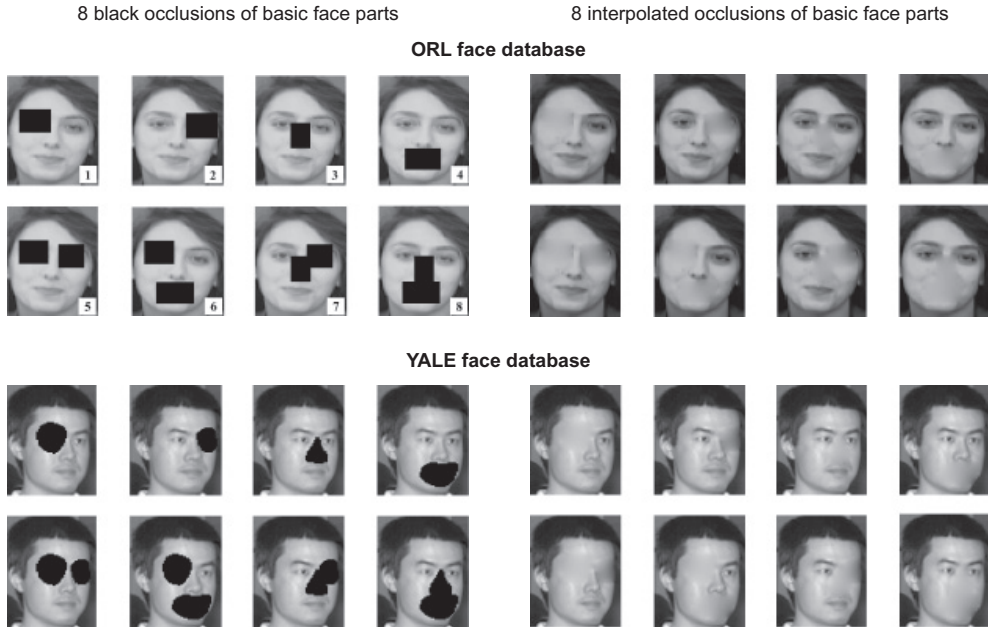 8 black occlusions of basic face parts 8 interpolated occlusions of basic face parts
ORL face database
1 2 3 4
5 6 7 8
YALE face database